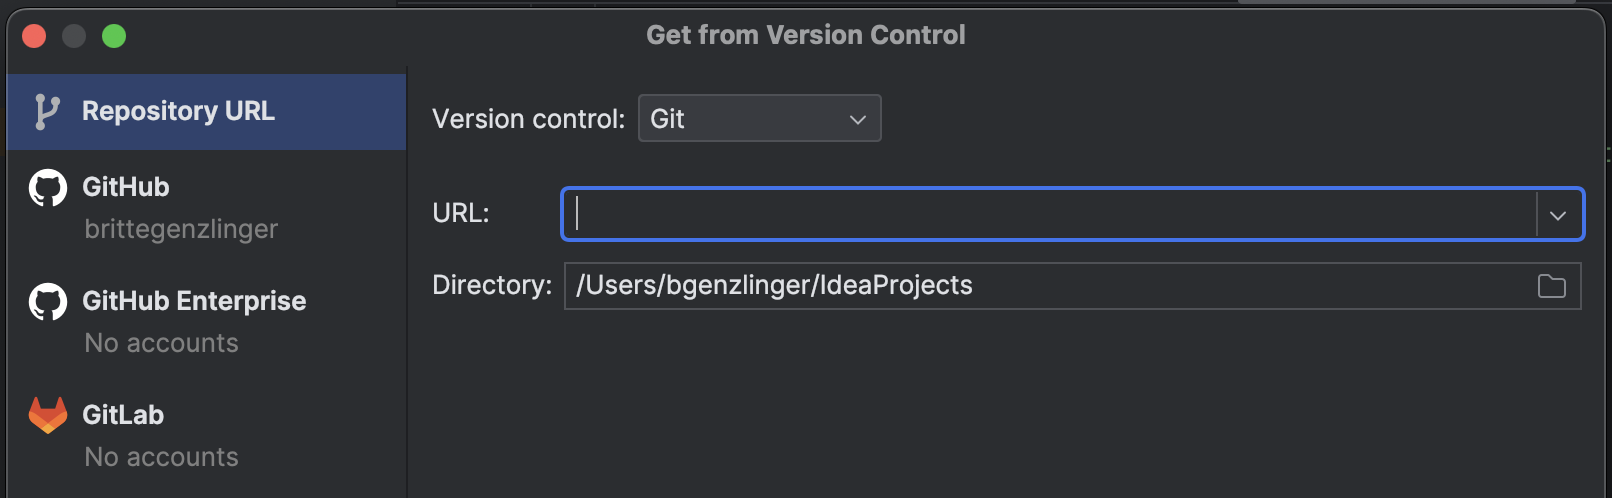 Get from Version Control
Repository URL
GitHub
brittegenzlinger
GitHub Enterprise
No accounts
GitLab
No accounts
Version control: Git
URL:
Directory: /Users/bgenzlinger/IdeaProjects